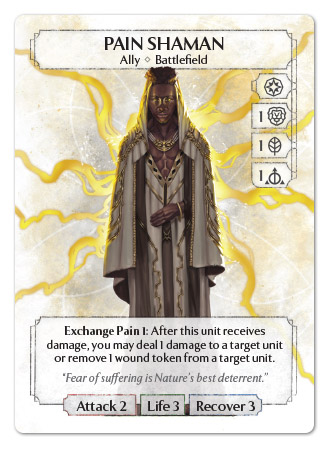 PAIN SHAMAN
Ally ⬦ Battlefield
1
1
1
Exchange Pain 1: After this unit receives
damage, you may deal 1 damage to a target unit
or remove 1 wound token from a target unit.
"Fear of suffering is Nature's best deterrent."
Attack 2 Life 3 Recover 3